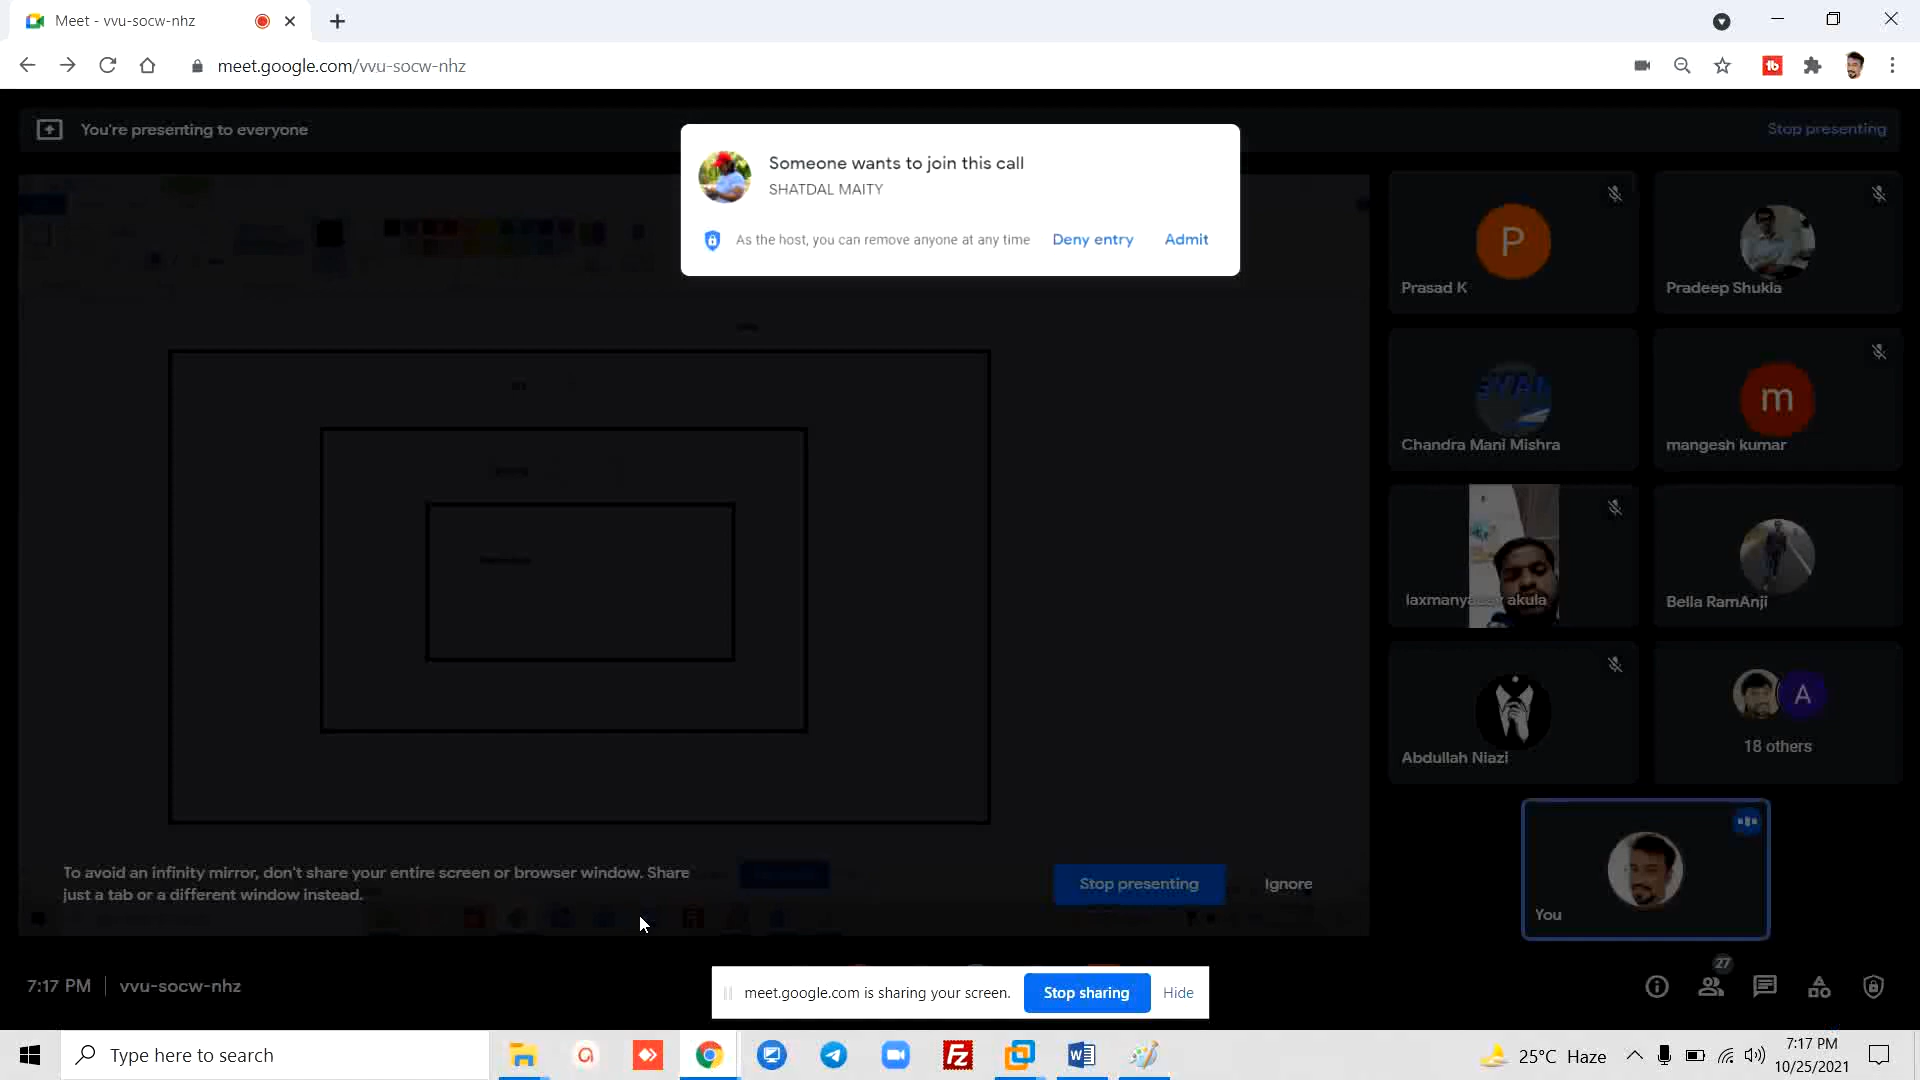 Meet - vvu-socw-nhz
meet.google.com/vvu-socw-nhz
You're presenting to everyone
Stop presenting
Someone wants to join this call
SHATDAL MAITY
As the host, you can remove anyone at any time
Deny entry
Admit
P
Prasad K
Pradeep Shukla
Chandra Mani Mishra
m
mangesh kumar
laxmanyadav akula
Bella RamAnji
Abdullah Niazi
A
18 others
To avoid an infinity mirror, don't share your entire screen or browser window. Share
just a tab or a different window instead.
Stop presenting
Ignore
You
7:17 PM
vvu-socw-nhz
meet.google.com is sharing your screen.
Stop sharing
Hide
27
Type here to search
25°C Haze
7:17 PM
10/25/2021